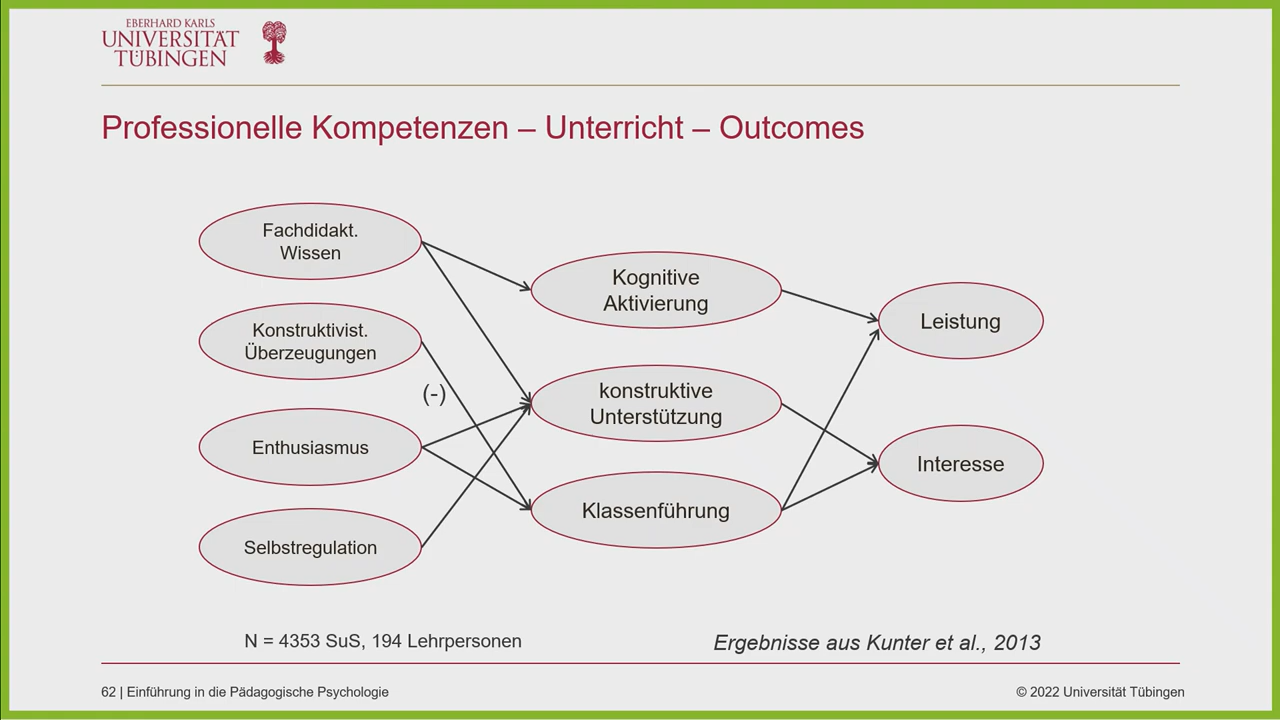 EBERHARD KARLS
UNIVERSITÄT
TÜBINGEN
Professionelle Kompetenzen – Unterricht – Outcomes
Fachdidakt.
Wissen
Konstruktivist.
Überzeugungen
(-)
Enthusiasmus
Selbstregulation
Kognitive
Aktivierung
konstruktive
Unterstützung
Klassenführung
Leistung
Interesse
N = 4353 SuS, 194 Lehrpersonen
Ergebnisse aus Kunter et al., 2013
62 | Einführung in die Pädagogische Psychologie
© 2022 Universität Tübingen